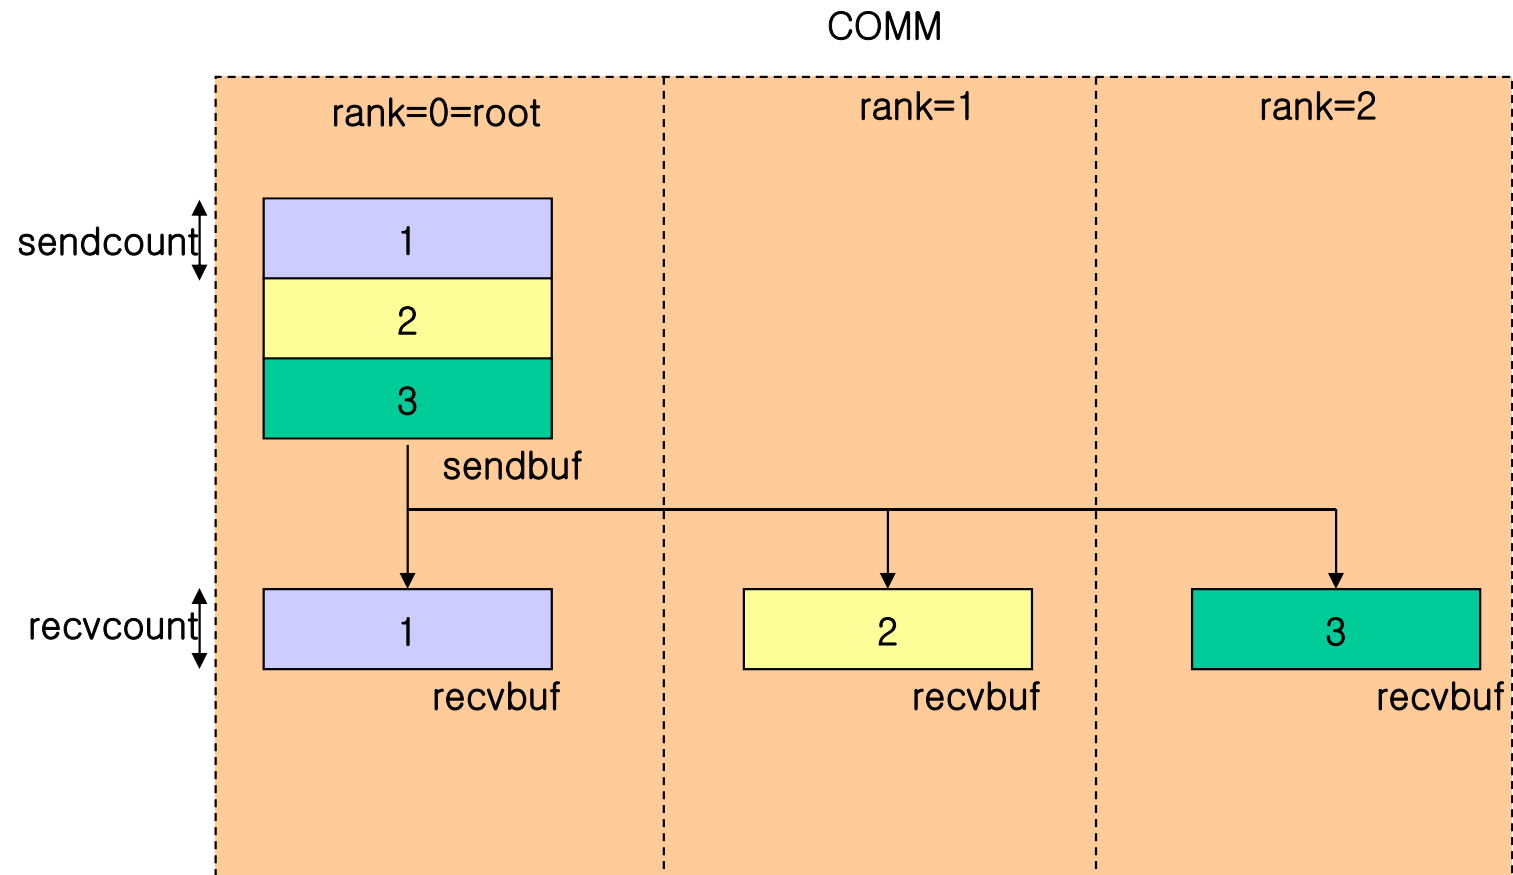 COMM
rank=0=root
rank=1
rank=2
sendcount
1
2
3
sendbuf
recvcount
1
2
3
recvbuf
recvbuf
recvbuf